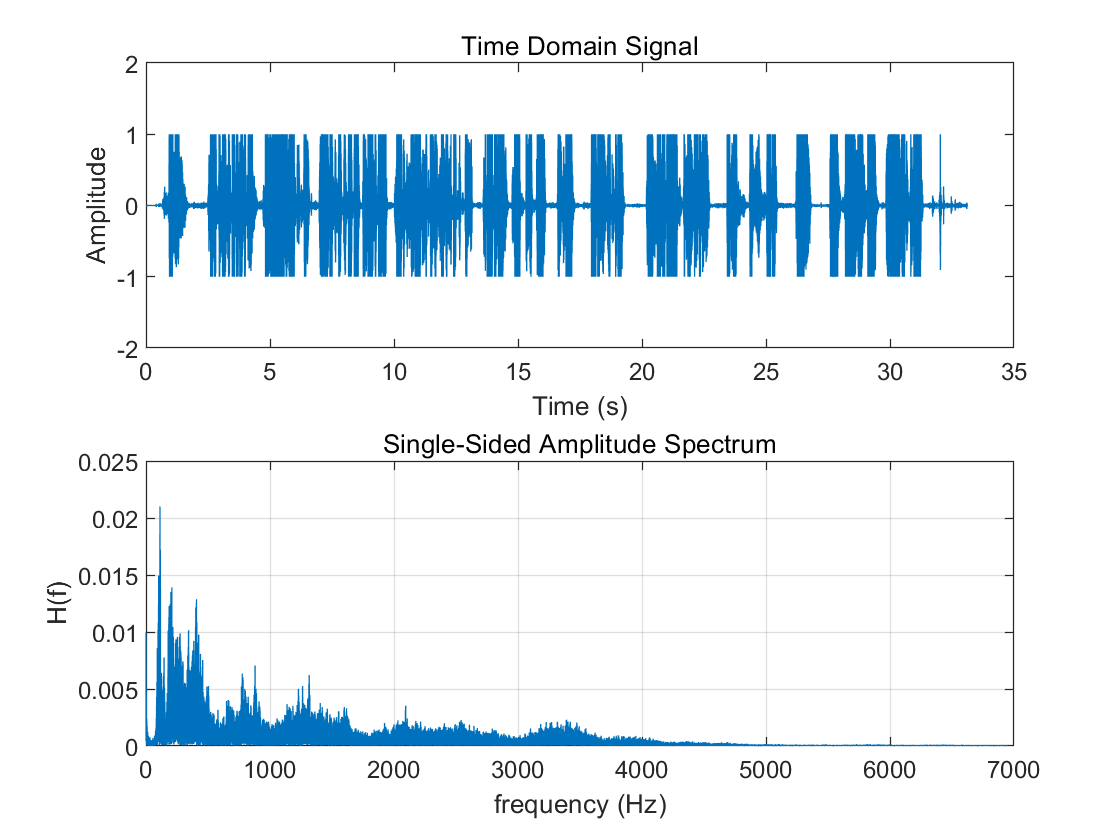 Time Domain Signal
2
1
0
-1
-2
Amplitude
0 5 10 15 20 25 30 35
Time (s)
Single-Sided Amplitude Spectrum
0.025
0.02
0.015
0.01
0.005
0
H(f)
0 1000 2000 3000 4000 5000 6000 7000
frequency (Hz)